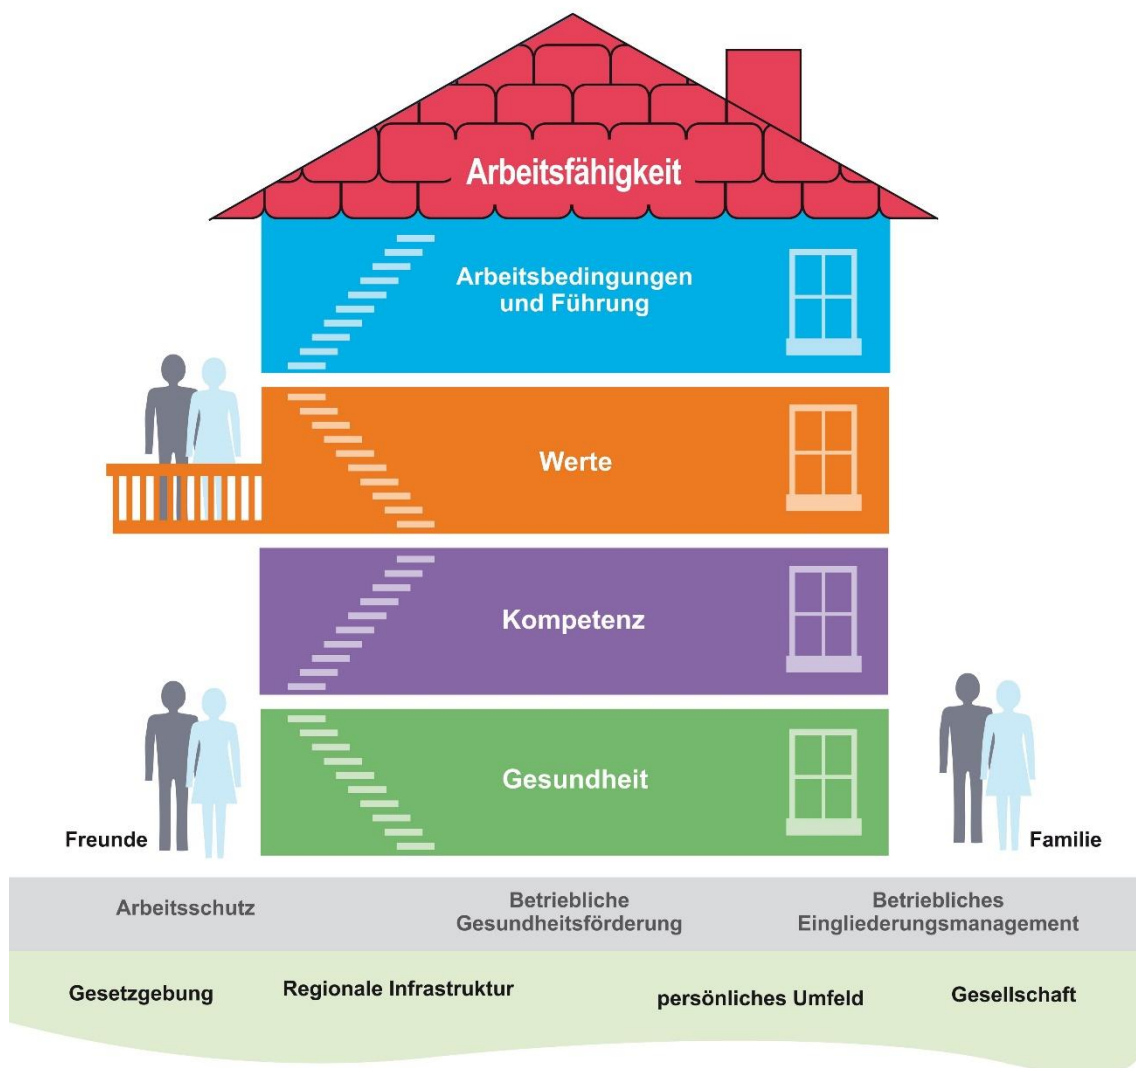 Arbeitsfähigkeit
Arbeitsbedingungen
und Führung
Werte
Kompetenz
Gesundheit
Freunde
Familie
Arbeitsschutz
Betriebliche
Gesundheitsförderung
Betriebliches
Eingliederungsmanagement
Gesetzgebung
Regionale Infrastruktur
persönliches Umfeld
Gesellschaft